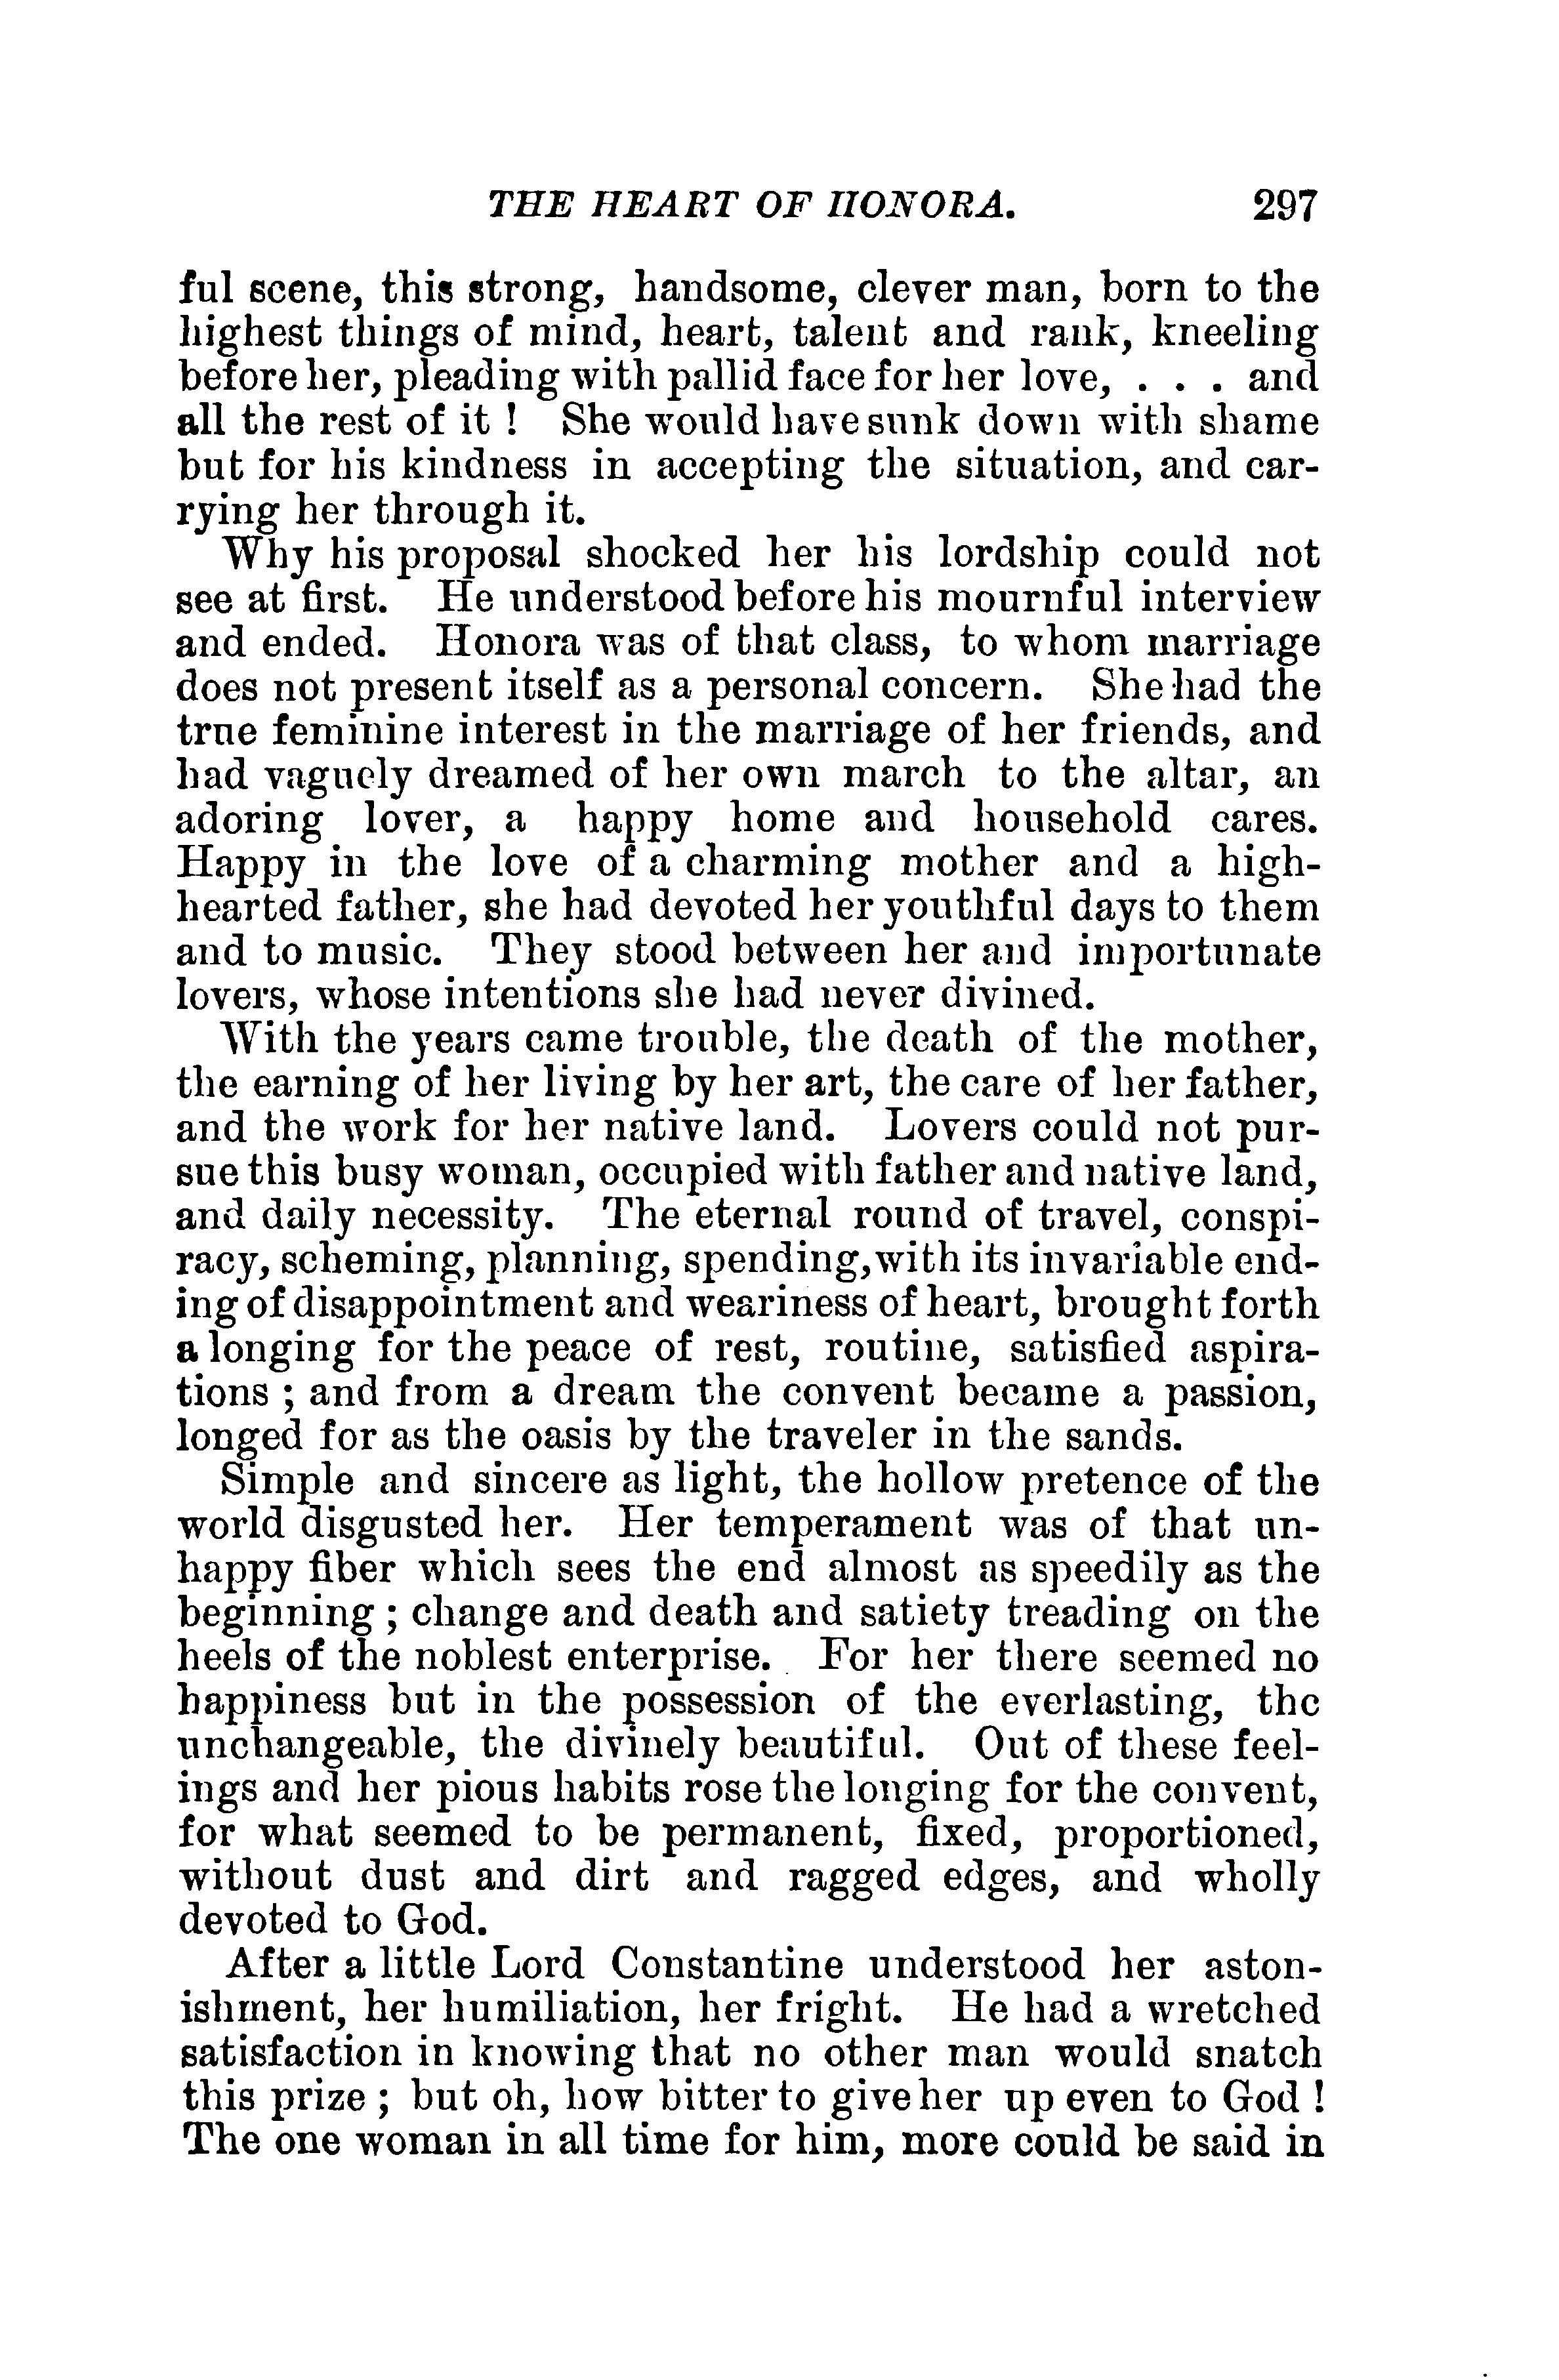 THE HEART OF HONORA. 297
ful scene, this strong, handsome, clever man, born to the
highest things of mind, heart, talent and rank, kneeling
before her, pleading with pallid face for her love, . . . and
all the rest of it ! She would have sunk down with shame
but for his kindness in accepting the situation, and car-
rying her through it.
Why his proposal shocked her his lordship could not
see at first. He understood before his mournful interview
and ended. Honora was of that class, to whom marriage
does not present itself as a personal concern. She had the
true feminine interest in the marriage of her friends, and
had vaguely dreamed of her own march to the altar, an
adoring lover, a happy home and household cares.
Happy in the love of a charming mother and a high-
hearted father, she had devoted her youthful days to them
and to music. They stood between her and importunate
lovers, whose intentions she had never divined.
With the years came trouble, the death of the mother,
the earning of her living by her art, the care of her father,
and the work for her native land. Lovers could not pur-
sue this busy woman, occupied with father and native land,
and daily necessity. The eternal round of travel, conspi-
racy, scheming, planning, spending,with its invariable end-
ing of disappointment and weariness of heart, brought forth
a longing for the peace of rest, routine, satisfied aspira-
tions ; and from a dream the convent became a passion,
longed for as the oasis by the traveler in the sands.
Simple and sincere as light, the hollow pretence of the
world disgusted her. Her temperament was of that un-
happy fiber which sees the end almost as speedily as the
beginning ; change and death and satiety treading on the
heels of the noblest enterprise. For her there seemed no
happiness but in the possession of the everlasting, the
unchangeable, the divinely beautiful. Out of these feel-
ings and her pious habits rose the longing for the convent,
for what seemed to be permanent, fixed, proportioned,
without dust and dirt and ragged edges, and wholly
devoted to God.
After a little Lord Constantine understood her aston-
ishment, her humiliation, her fright. He had a wretched
satisfaction in knowing that no other man would snatch
this prize ; but oh, how bitter to give her up even to God !
The one woman in all time for him, more could be said in